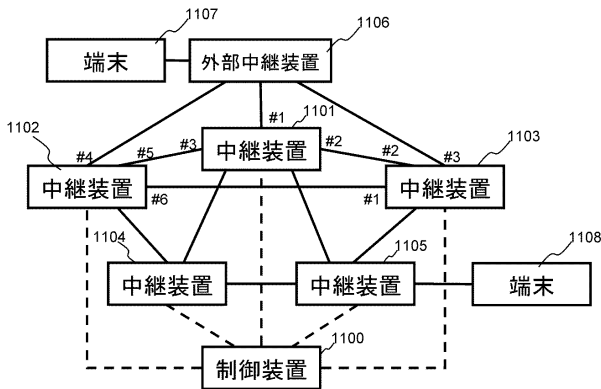 1107
1106
端末
外部中継装置
#1
1101
1102
1103
#4
#5
#3
中継装置
#2
#2
#3
中継装置
中継装置
#6
#1
1104
1105
1108
中継装置
中継装置
端末
1100
制御装置